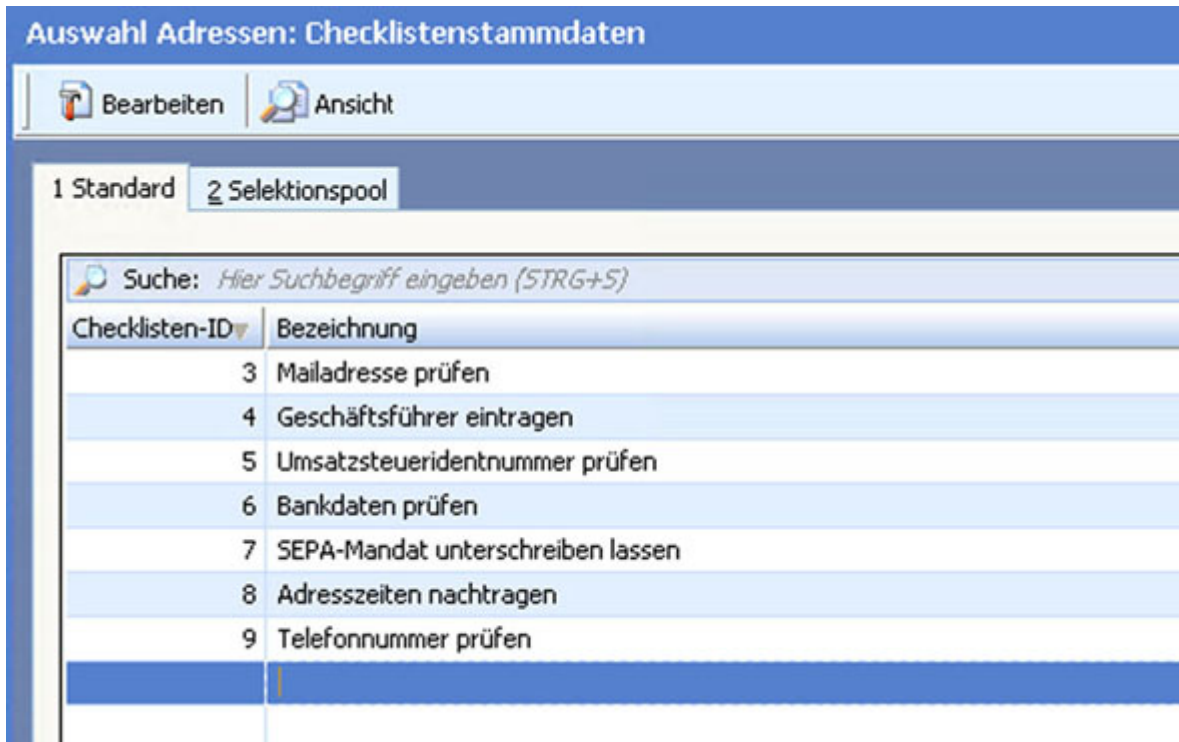 Auswahl Adressen: Checklistenstammdaten
Bearbeiten Ansicht
1 Standard 2 Selektionspool
Suche: Hier Suchbegriff eingeben (STRG+S)
Checklisten-ID Bezeichnung
3 Mailadresse prüfen
4 Geschäftsführer eintragen
5 Umsatzsteueridentnummer prüfen
6 Bankdaten prüfen
7 SEPA-Mandat unterschreiben lassen
8 Adresszeiten nachtragen
9 Telefonnummer prüfen